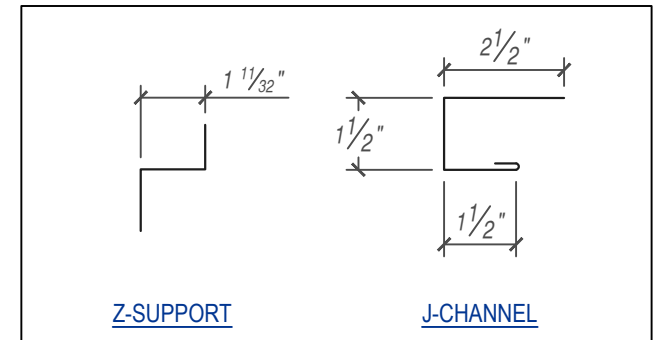 1 11/32"
2 1/2"
1 1/2"
1 1/2"
Z-SUPPORT
J-CHANNEL